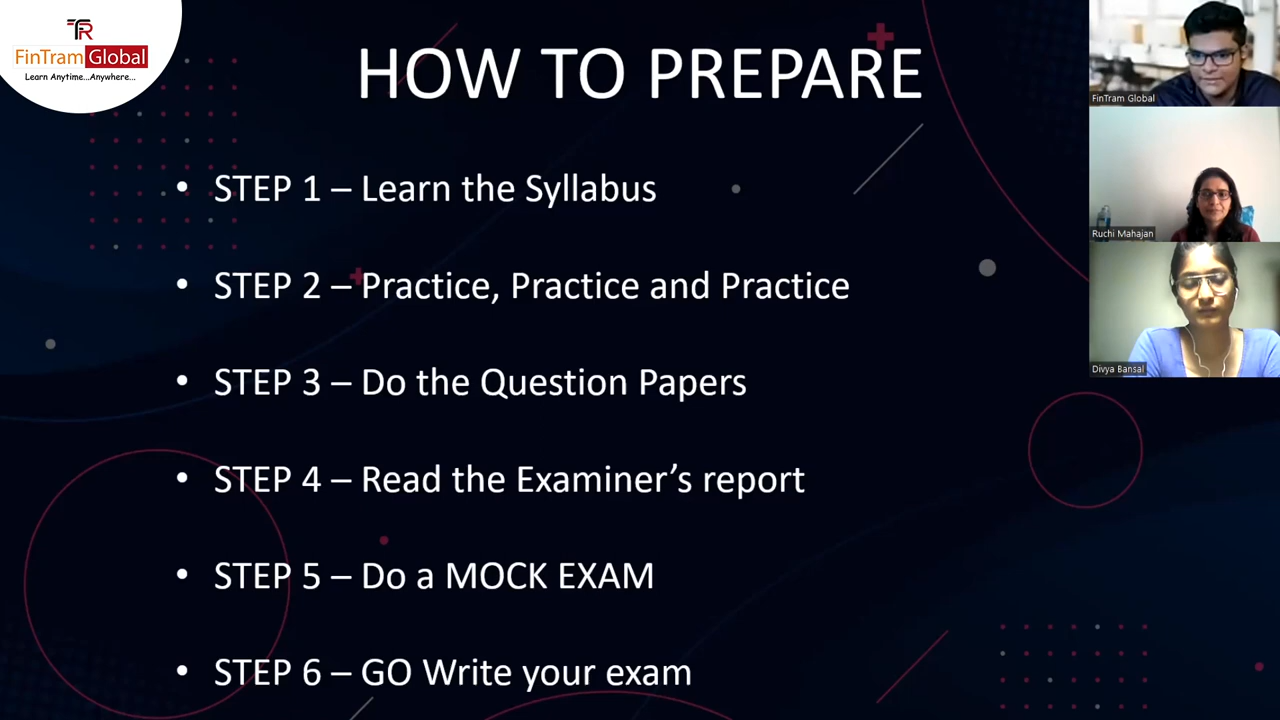 TR
FinTram Global
Learn Anytime...Anywhere...
HOW TO PREPARE
• STEP 1 – Learn the Syllabus
• STEP 2 – Practice, Practice and Practice
• STEP 3 – Do the Question Papers
• STEP 4 – Read the Examiner’s report
• STEP 5 – Do a MOCK EXAM
• STEP 6 – GO Write your exam
FinTram Global
Ruchi Mahajan
Divya Bansal